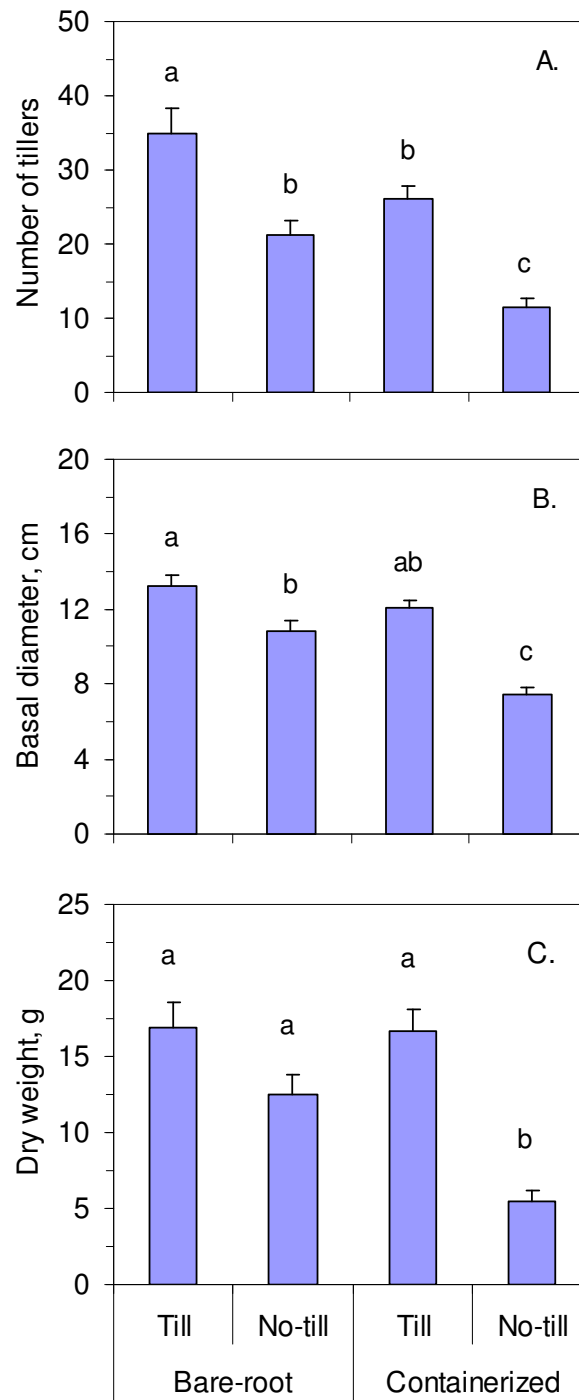 50
40
30
20
10
0
Number of tillers
A.
a
b
b
c
20
16
12
8
4
0
Basal diameter, cm
B.
a
b
ab
c
25
20
15
10
5
0
Dry weight, g
C.
a
a
a
b
Till No-till Till No-till
Bare-root Containerized